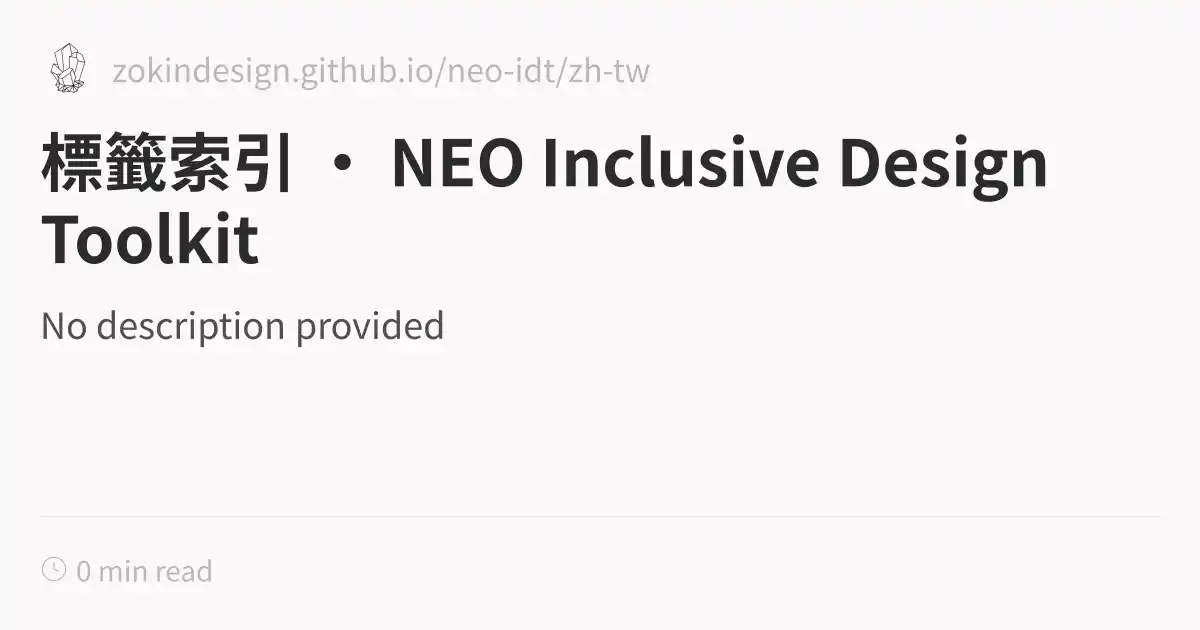 zokindesign.github.io/neo-idt/zh-tw
標籤索引 • NEO Inclusive Design
Toolkit
No description provided
0 min read